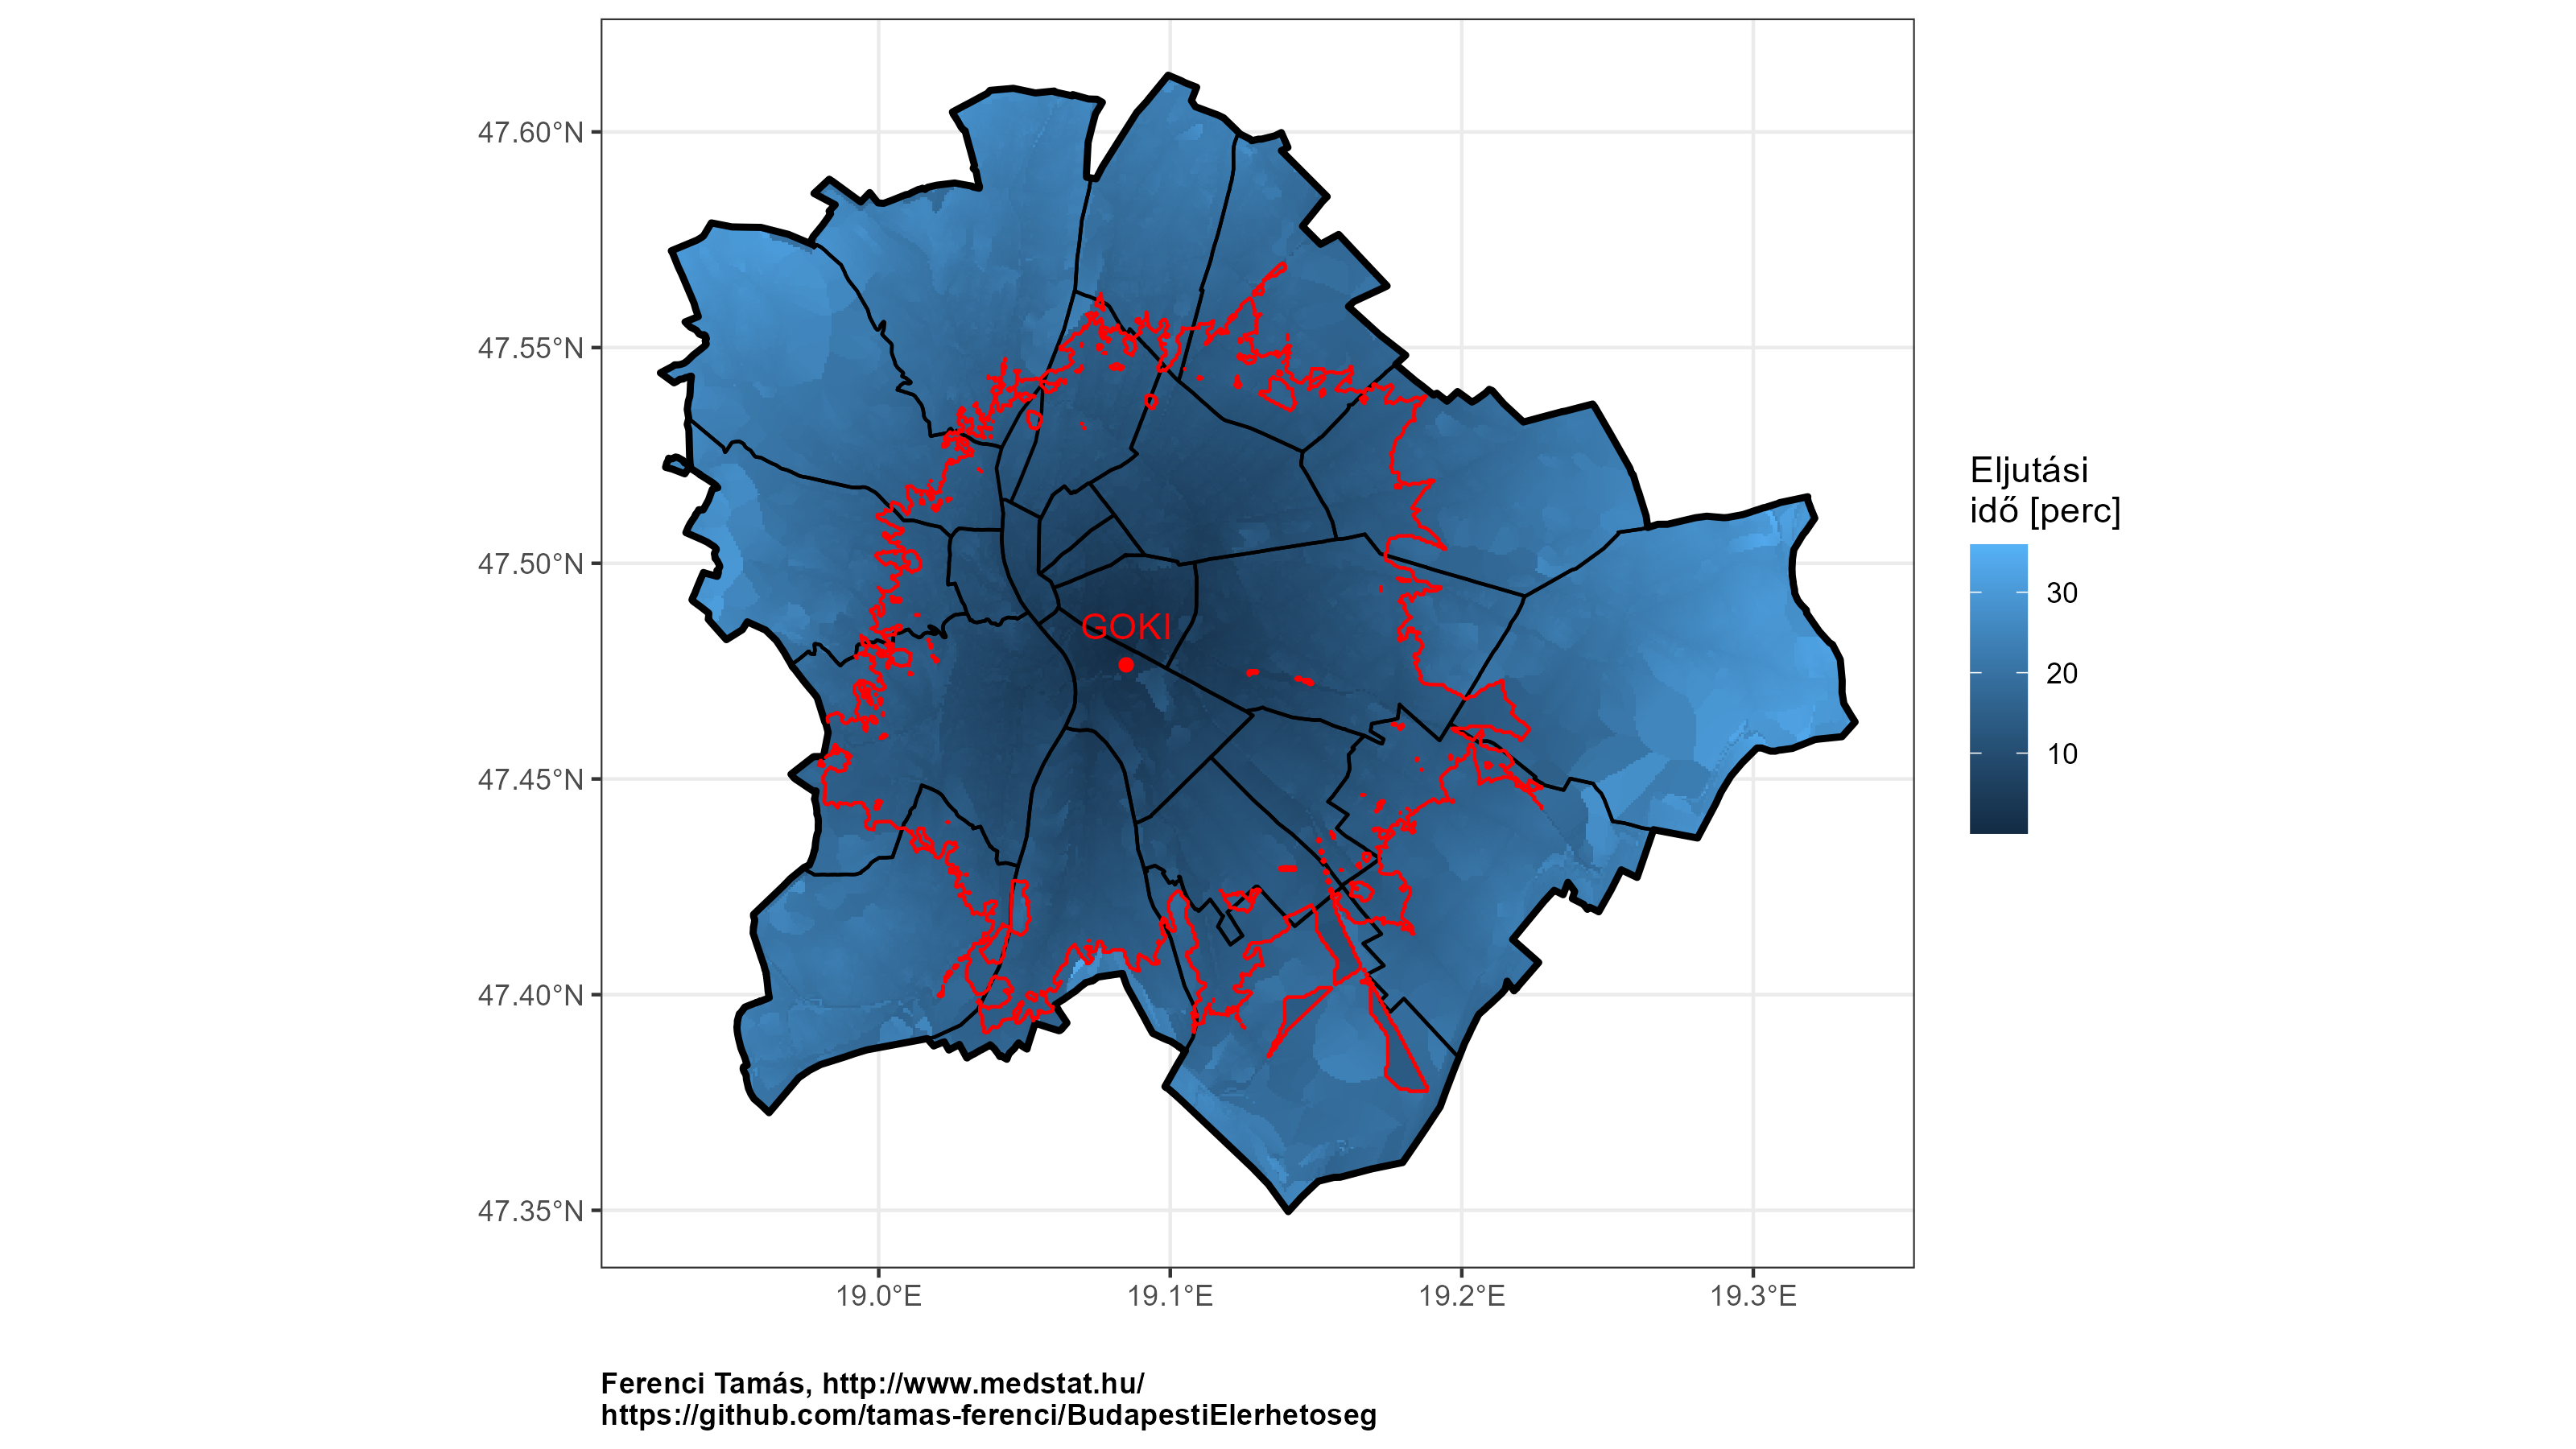 47.60°N
47.55°N
47.50°N
47.45°N
47.40°N
47.35°N
GOKI
19.0°E
19.1°E
19.2°E
19.3°E
Eljutási
idő [perc]
30
20
10
Ferenci Tamás, http://www.medstat.hu/
https://github.com/tamas-ferenci/BudapestiElerhetoseg